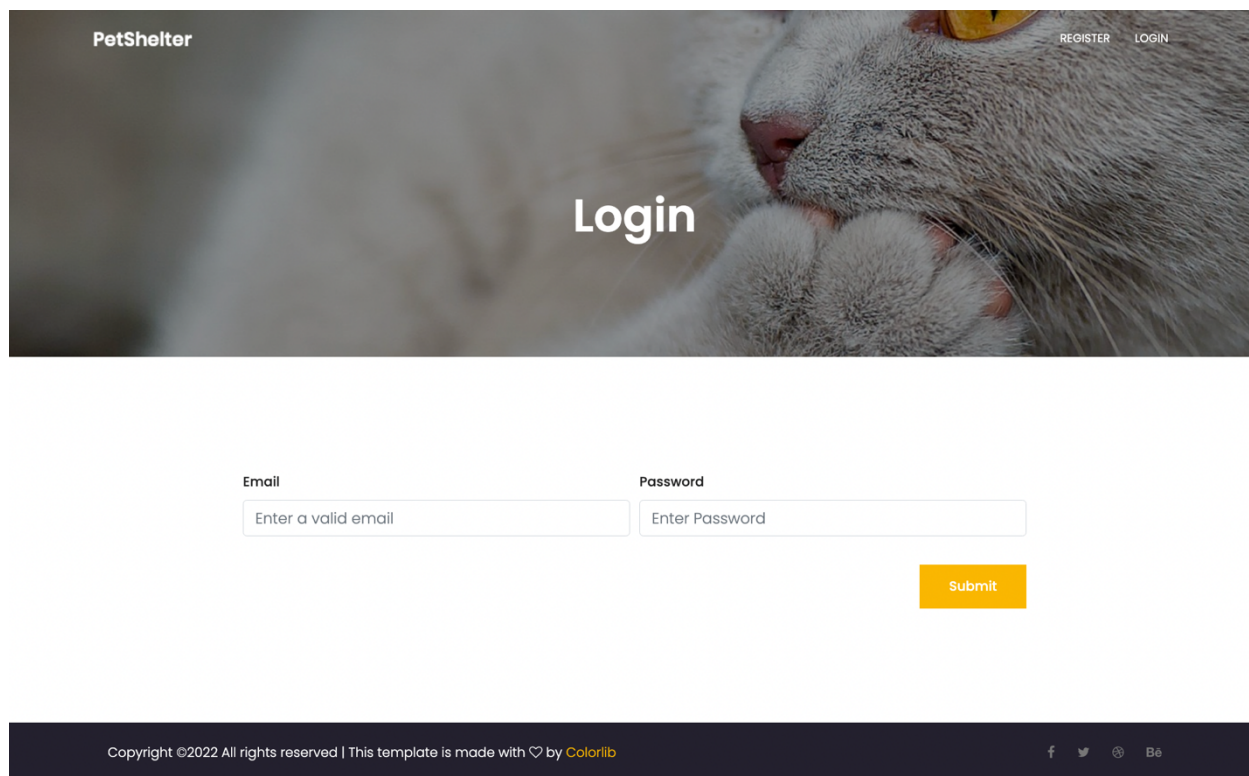 PetShelter
REGISTER LOGIN
Login
Email Password
Enter a valid email Enter Password
Submit
Copyright ©2022 All rights reserved | This template is made with ♡ by Colorlib
Bē